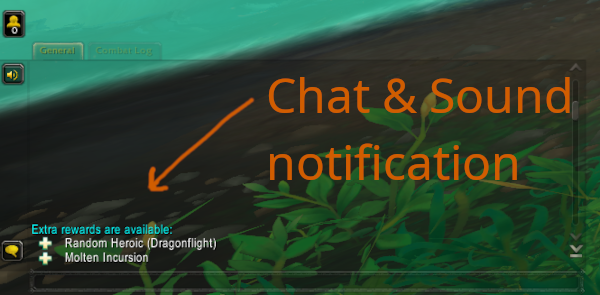 0
General Combat Log
Chat & Sound
notification
Extra rewards are available:
Random Heroic (Dragonflight)
Molten Incursion